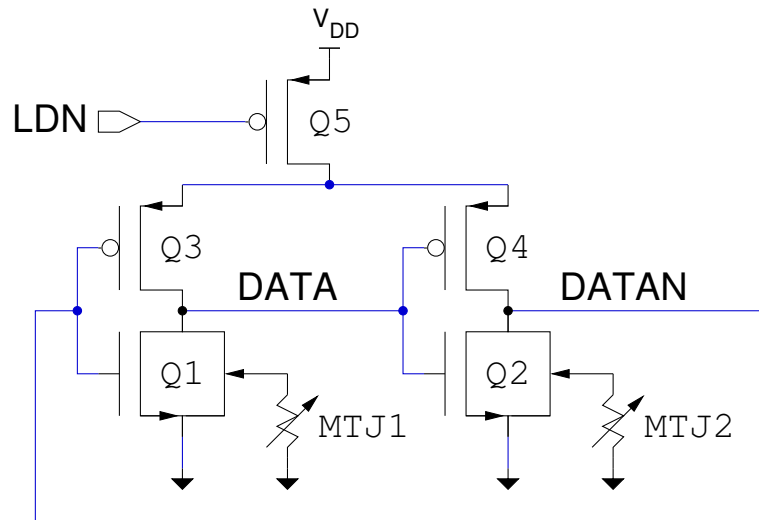 VDD
LDN
Q5
Q3
Q4
DATA
DATAN
Q1
Q2
MTJ1
MTJ2